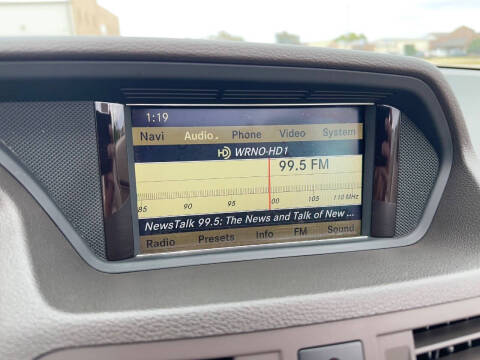 1:19
Navi Audio Phone Video System
HD WRNO-HD1
99.5 FM
85 90 95 00 105 110 MHz
NewsTalk 99.5: The News and Talk of New ...
Radio Presets Info FM Sound